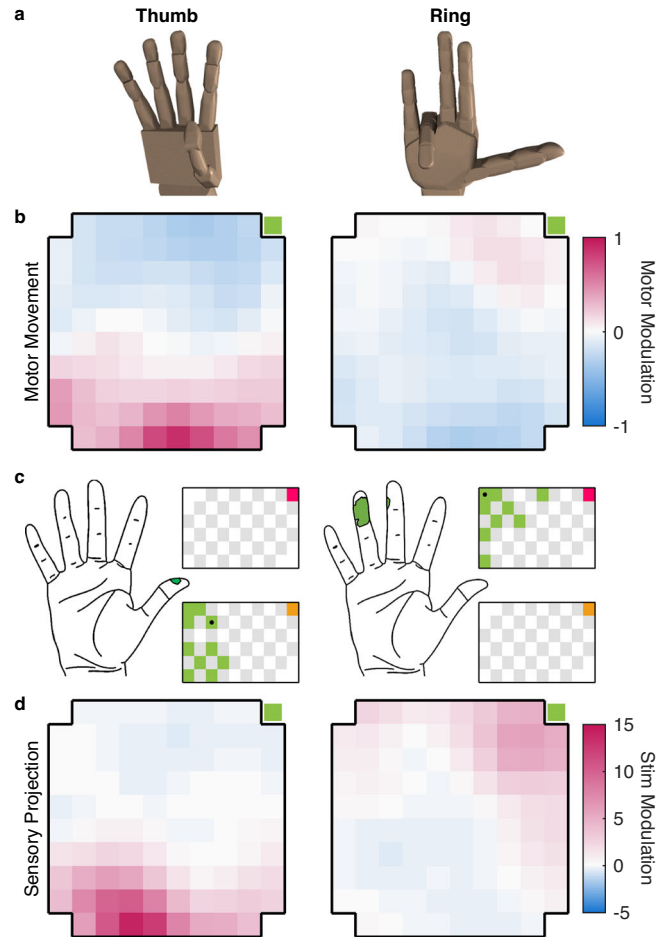 a
Thumb
Ring
b
Motor Movement
1
0
-1
Motor Modulation
c
d
Sensory Projection
15
10
5
0
-5
Stim Modulation